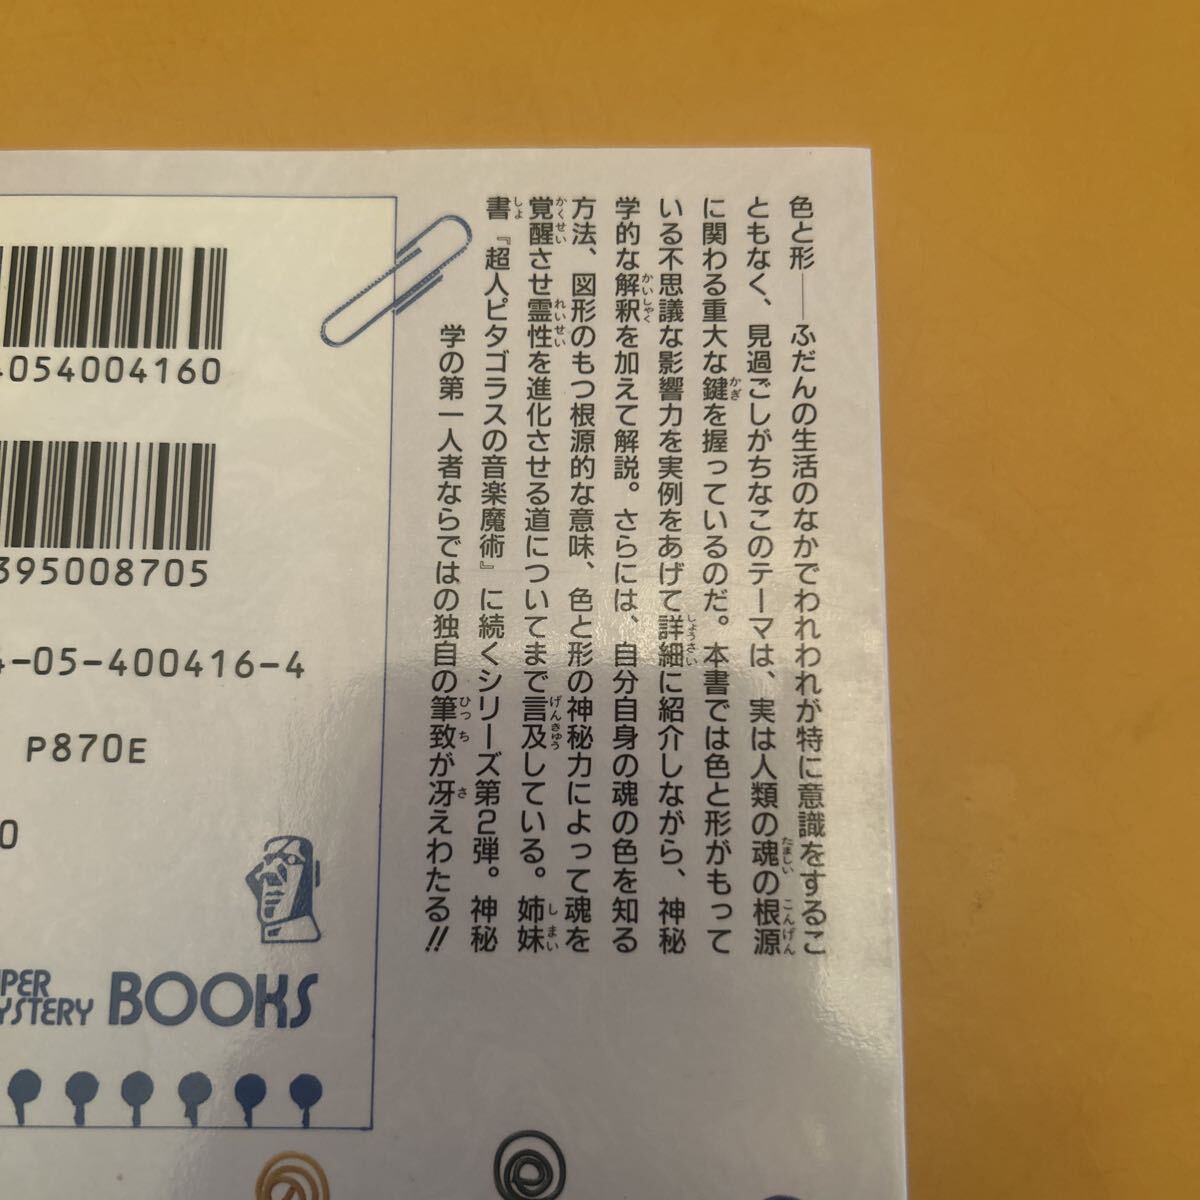 色と形――ふだんの生活のなかでわれわれが特に意識をするこ
ともなく、見過ごしがちなこのテーマは、実は人類の魂の根源
に関わる重大な鍵を握っているのだ。本書では色と形がもって
いる不思議な影響力を実例をあげて詳細に紹介しながら、神秘
学的な解釈を加えて解説。さらには、自分自身の魂の色を知る
方法、図形のもつ根源的な意味、色と形の神秘力によって魂を
覚醒させ霊性を進化させる道についてまで言及している。姉妹
書『超人ピタゴラスの音楽魔術』に続くシリーズ第2弾。神秘
学の第一人者ならではの独自の筆致が冴えわたる!!
4054004160
395008705
4-05-400416-4
P870E
0
PER
YSTERY BOOKS